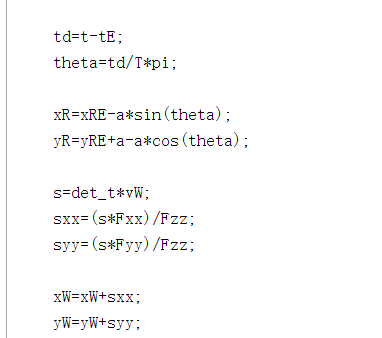 td=t-tE;
theta=td/T*pi;
xR=xRE-a*sin(theta);
yR=yRE+a-a*cos(theta);
s=det_t*vW;
sxx=(s*Fxx)/Fzz;
syy=(s*Fyy)/Fzz;
xW=xW+sxx;
yW=yW+syy;